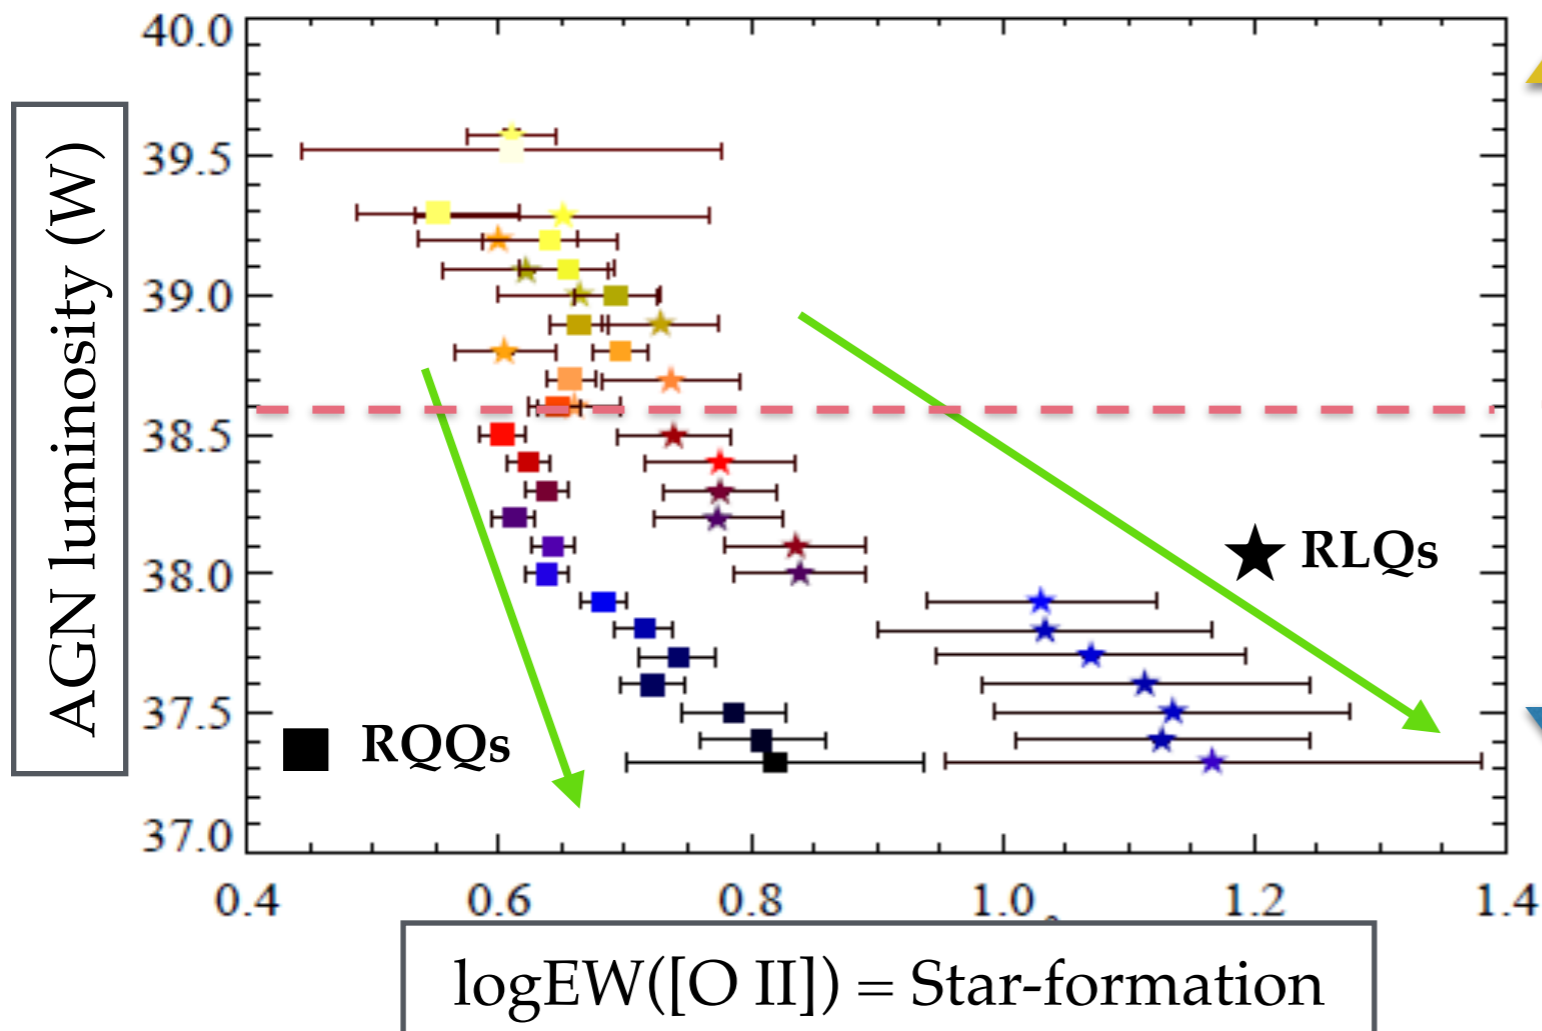 40.0
39.5
39.0
38.5
38.0
37.5
37.0
AGN luminosity (W)
RLQs
RQQs
0.4 0.6 0.8 1.0 1.2 1.4
logEW([O II]) = Star-formation